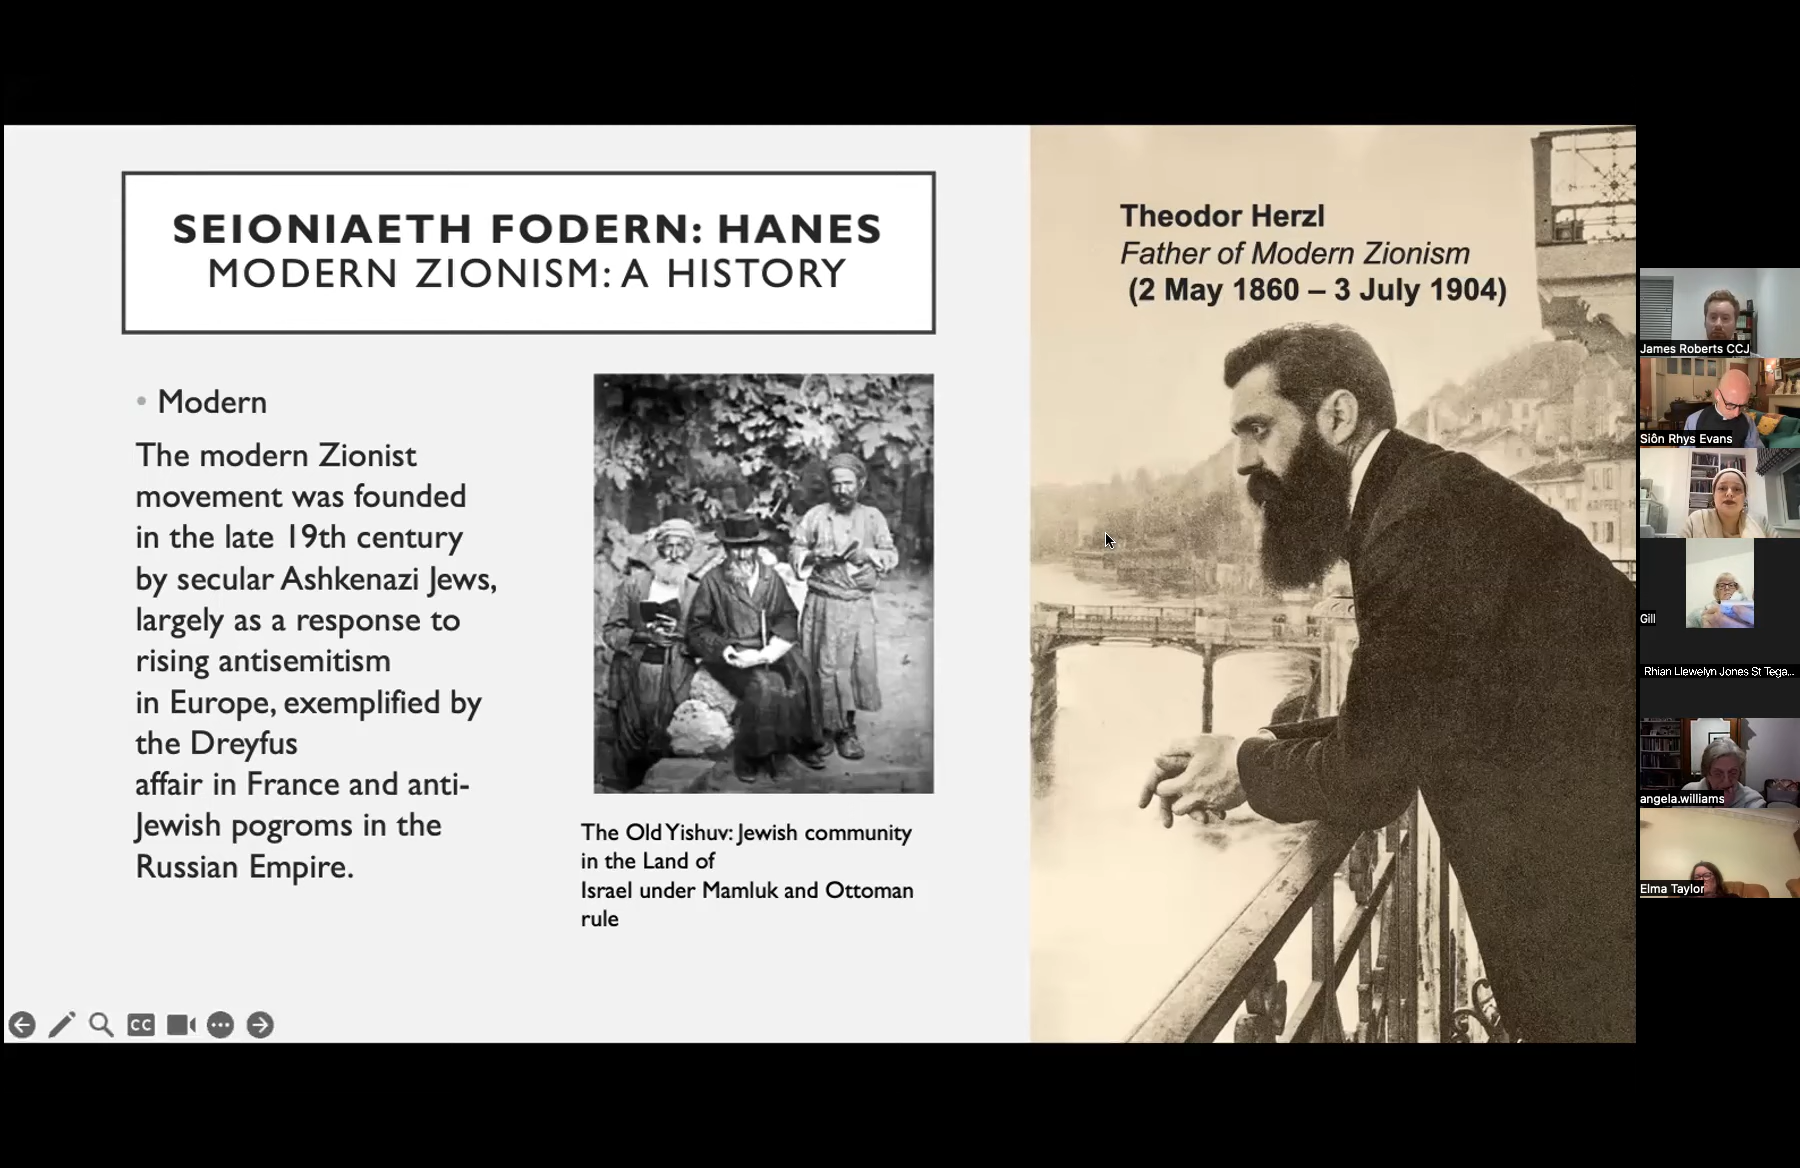 SEIONIAETH FODERN: HANES
MODERN ZIONISM: A HISTORY
• Modern
The modern Zionist
movement was founded
in the late 19th century
by secular Ashkenazi Jews,
largely as a response to
rising antisemitism
in Europe, exemplified by
the Dreyfus
affair in France and anti-
Jewish pogroms in the
Russian Empire.
The Old Yishuv: Jewish community
in the Land of
Israel under Mamluk and Ottoman
rule
Theodor Herzl
Father of Modern Zionism
(2 May 1860 – 3 July 1904)
CC
James Roberts CCJ
Siôn Rhys Evans
Gill
Rhian Llewelyn Jones St Tega...
angela.williams
Elma Taylor